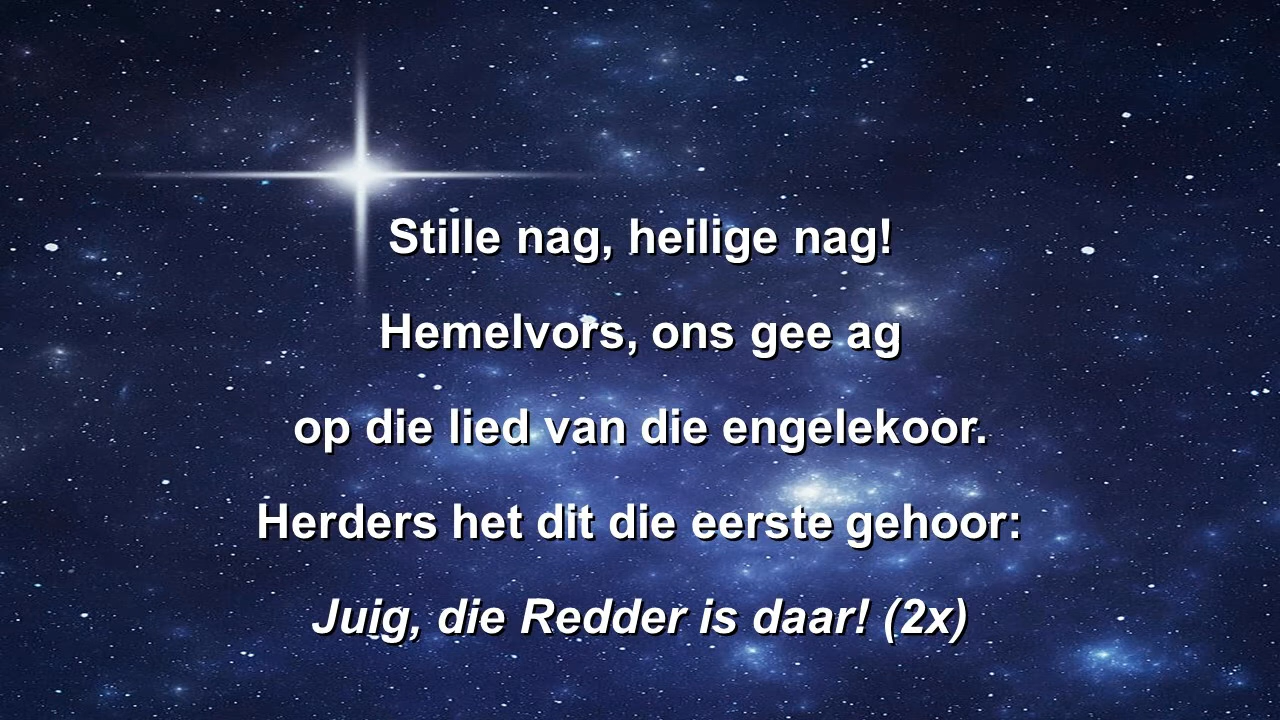 Stille nag, heilige nag!
Hemelvors, ons gee ag
op die lied van die engelekoor.
Herders het dit die eerste gehoor:
Juig, die Redder is daar! (2x)